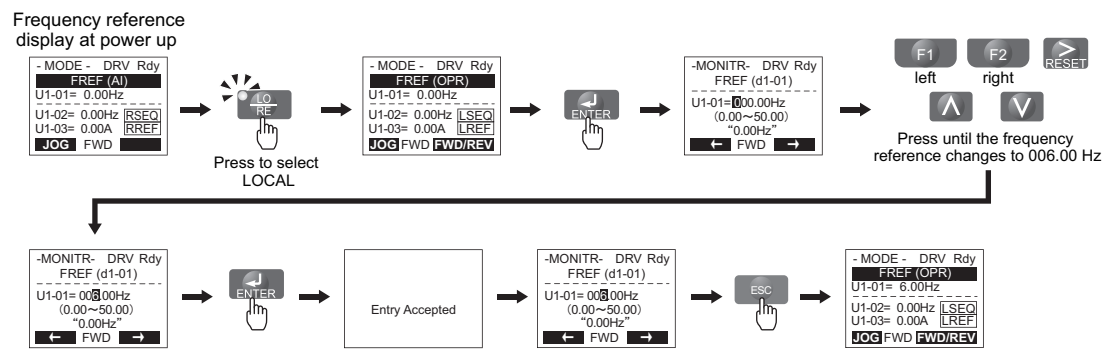 Frequency reference
display at power up
- MODE - DRV Rdy
FREF (AI)
U1-01= 0.00Hz
U1-02= 0.00Hz RSEQ
U1-03= 0.00A RREF
JOG FWD
LO
RE
Press to select
LOCAL
- MODE - DRV Rdy
FREF (OPR)
U1-01= 0.00Hz
U1-02= 0.00Hz LSEQ
U1-03= 0.00A LREF
JOG FWD FWD/REV
ENTER
-MONITR- DRV Rdy
FREF (d1-01)
U1-01=000.00Hz
(0.00~50.00)
“0.00Hz”
← FWD →
F1 F2 RESET
left right
Press until the frequency
reference changes to 006.00 Hz
-MONITR- DRV Rdy
FREF (d1-01)
U1-01= 006.00Hz
(0.00~50.00)
“0.00Hz”
← FWD →
ENTER
Entry Accepted
-MONITR- DRV Rdy
FREF (d1-01)
U1-01= 006.00Hz
(0.00~50.00)
“0.00Hz”
← FWD →
ESC
- MODE - DRV Rdy
FREF (OPR)
U1-01= 6.00Hz
U1-02= 0.00Hz LSEQ
U1-03= 0.00A LREF
JOG FWD FWD/REV